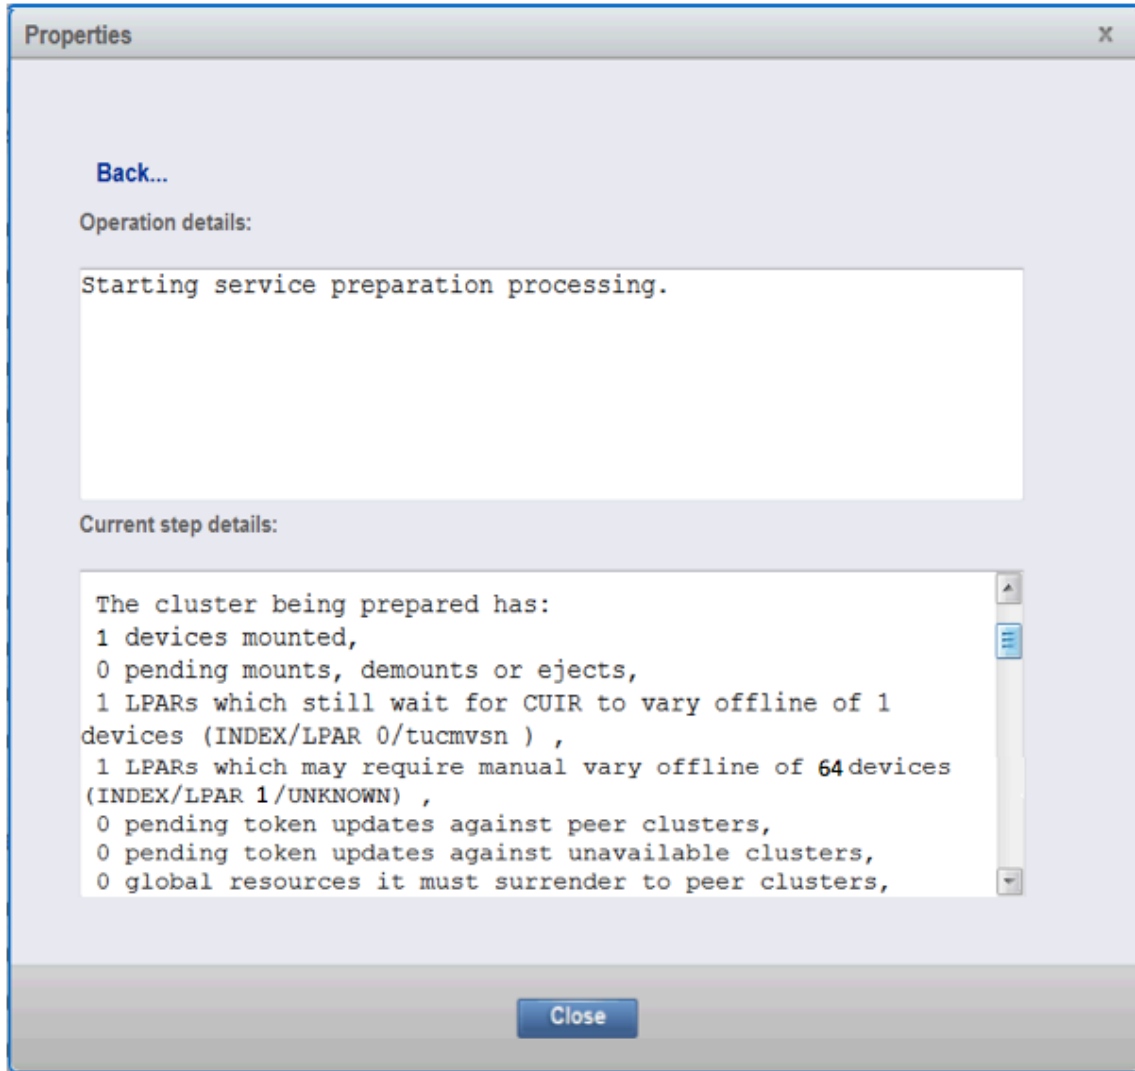 Properties
x
Back...
Operation details:
Starting service preparation processing.
Current step details:
The cluster being prepared has:
1 devices mounted,
0 pending mounts, demounts or ejects,
1 LPARs which still wait for CUIR to vary offline of 1
devices (INDEX/LPAR 0/tucmvsn ) ,
1 LPARs which may require manual vary offline of 64 devices
(INDEX/LPAR 1/UNKNOWN) ,
0 pending token updates against peer clusters,
0 pending token updates against unavailable clusters,
0 global resources it must surrender to peer clusters,
Close